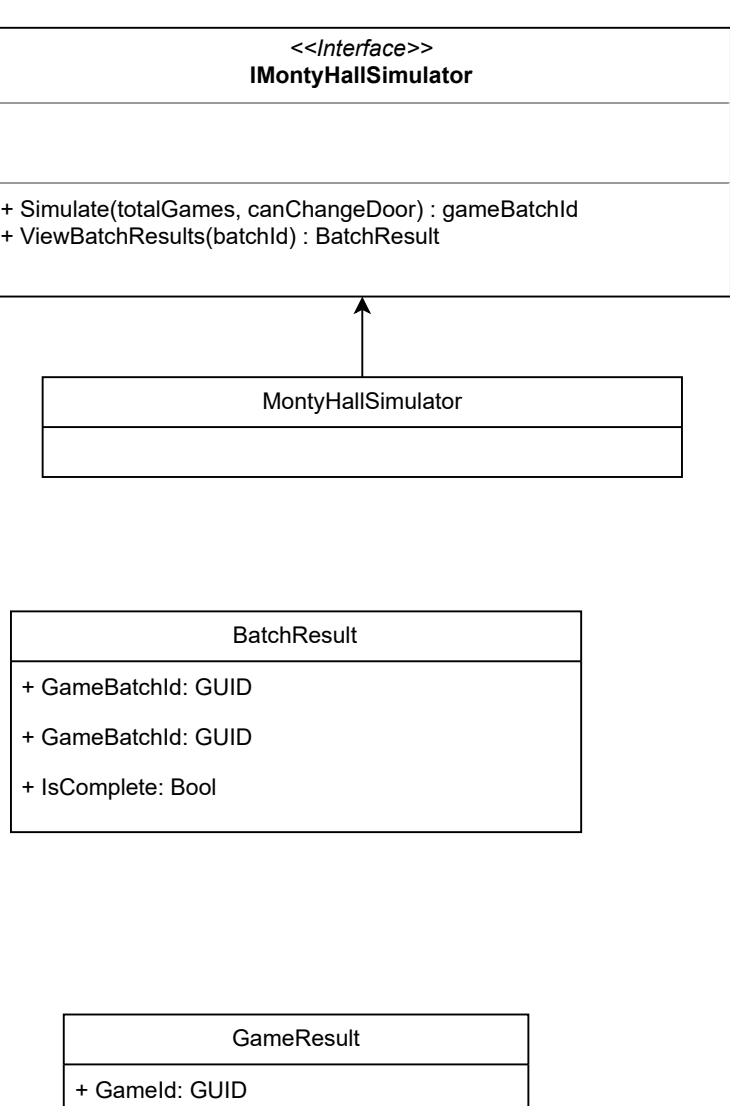 <<Interface>>
IMontyHallSimulator
+ Simulate(totalGames, canChangeDoor) : gameBatchId
+ ViewBatchResults(batchId) : BatchResult
MontyHallSimulator
BatchResult
+ GameBatchId: GUID
+ GameBatchId: GUID
+ IsComplete: Bool
GameResult
+ GameId: GUID